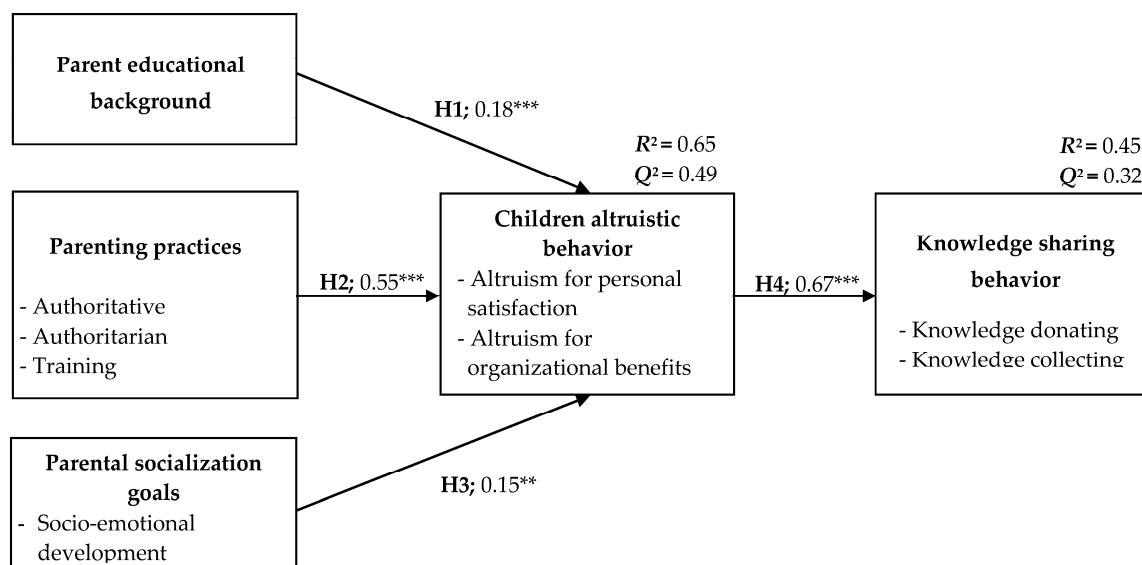 Parent educational
background
H1; 0.18***
R² = 0.65
Q² = 0.49
R² = 0.45
Q² = 0.32
Parenting practices
- Authoritative
- Authoritarian
- Training
H2; 0.55***
Children altruistic
behavior
- Altruism for personal
satisfaction
- Altruism for
organizational benefits
H4; 0.67***
Knowledge sharing
behavior
- Knowledge donating
- Knowledge collecting
Parental socialization
goals
- Socio-emotional
development
H3; 0.15**